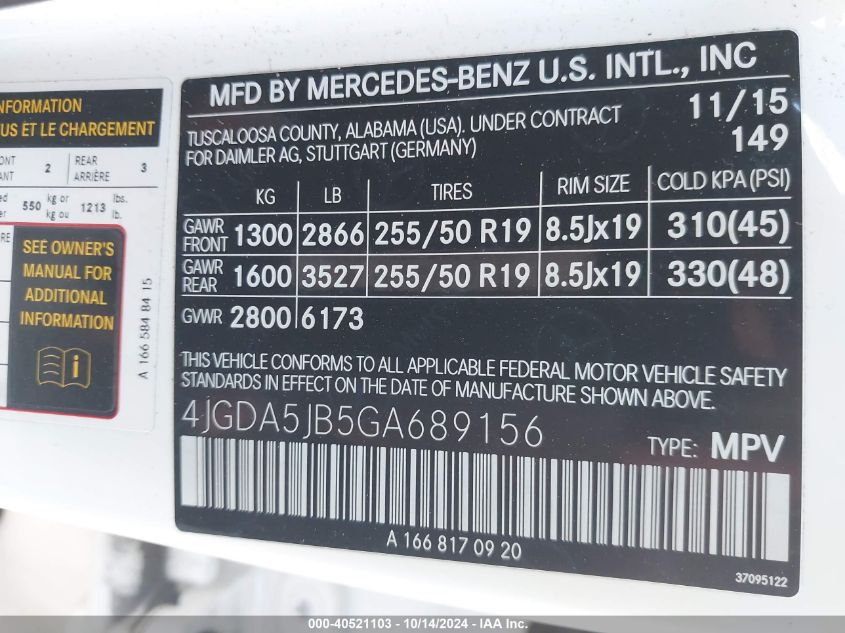 INFORMATION
US ET LE CHARGEMENT
2 REAR ARRIÈRE 3
550 kg or kg ou 1213 lbs. lb.
SEE OWNER'S
MANUAL FOR
ADDITIONAL
INFORMATION
A 166 584 84 15
MFD BY MERCEDES-BENZ U.S. INTL., INC
TUSCALOOSA COUNTY, ALABAMA (USA). UNDER CONTRACT 11/15
FOR DAIMLER AG, STUTTGART (GERMANY) 149
KG LB TIRES RIM SIZE COLD KPA (PSI)
GAWR FRONT 1300 2866 255/50 R19 8.5Jx19 310(45)
GAWR REAR 1600 3527 255/50 R19 8.5Jx19 330(48)
GVWR 2800 6173
THIS VEHICLE CONFORMS TO ALL APPLICABLE FEDERAL MOTOR VEHICLE SAFETY
STANDARDS IN EFFECT ON THE DATE OF MANUFACTURE SHOWN ABOVE.
4JGDA5JB5GA689156
TYPE: MPV
A 166 817 09 20
37095122
000-40521103 - 10/14/2024 - IAA Inc.